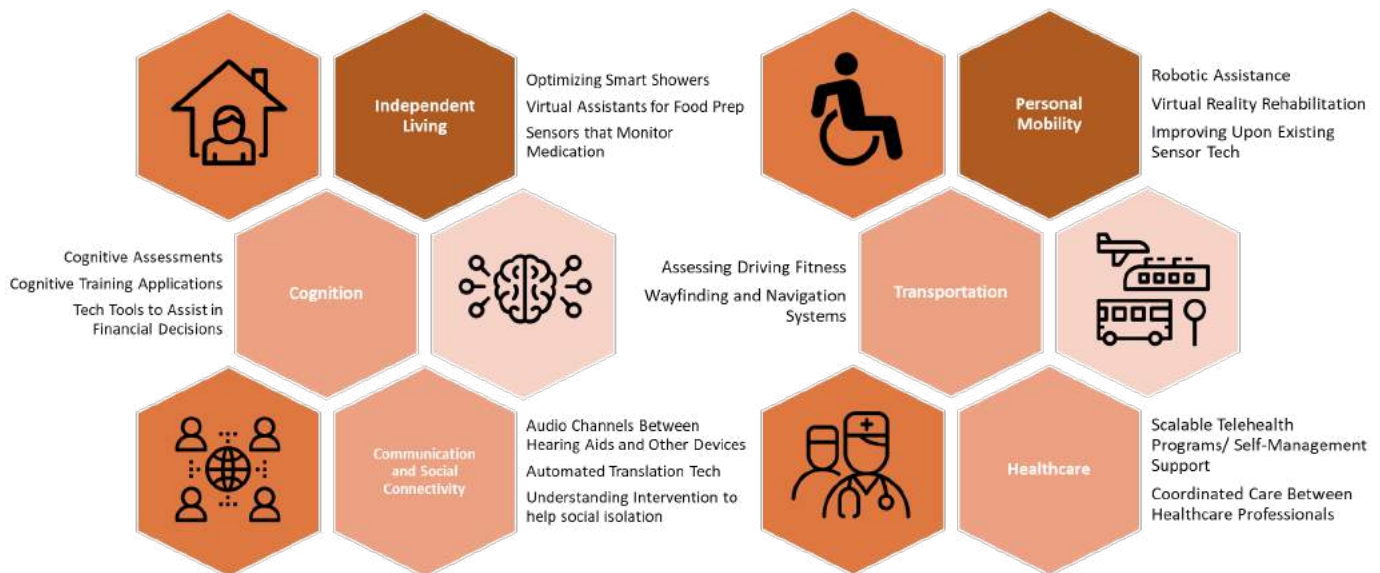 Independent
Living
Optimizing Smart Showers
Virtual Assistants for Food Prep
Sensors that Monitor
Medication
Cognitive Assessments
Cognitive Training Applications
Tech Tools to Assist in
Financial Decisions
Cognition
Communication
and Social
Connectivity
Audio Channels Between
Hearing Aids and Other Devices
Automated Translation Tech
Understanding Intervention to
help social isolation
Personal
Mobility
Robotic Assistance
Virtual Reality Rehabilitation
Improving Upon Existing
Sensor Tech
Assessing Driving Fitness
Wayfinding and Navigation
Systems
Transportation
Healthcare
Scalable Telehealth
Programs/ Self-Management
Support
Coordinated Care Between
Healthcare Professionals